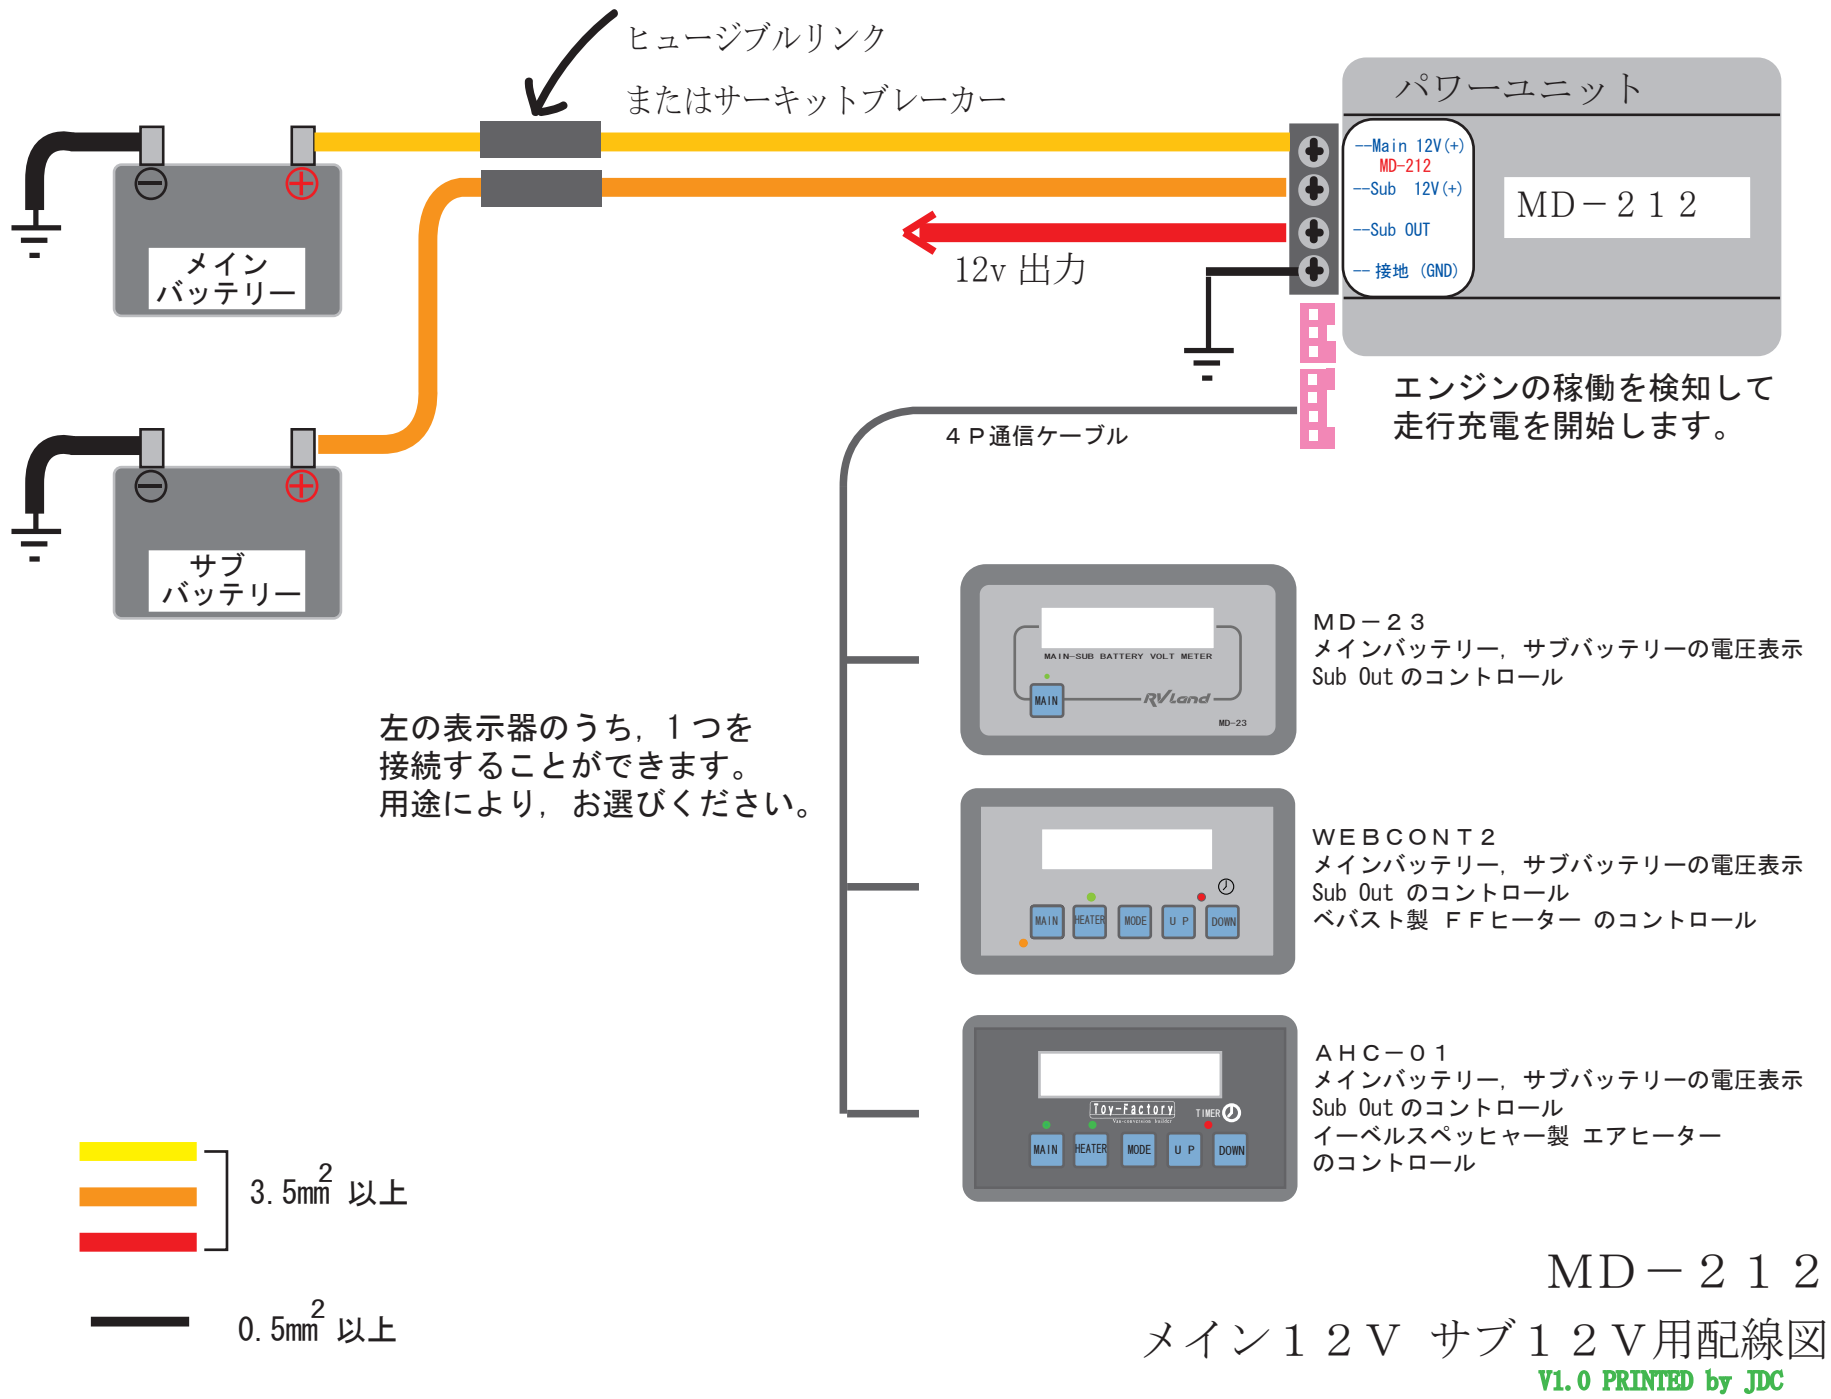 ヒュージブルリンク
またはサーキットブレーカー
パワーユニット
--Main 12V(+)
MD-212
--Sub 12V(+)
--Sub OUT
-- 接地 (GND)
MD－２１２
12v 出力
メイン
バッテリー
エンジンの稼働を検知して
走行充電を開始します。
４Ｐ通信ケーブル
サブ
バッテリー
MAIN-SUB BATTERY VOLT METER
MAIN
RVLand
MD-23
ＭＤ－２３
メインバッテリー，サブバッテリーの電圧表示
Sub Out のコントロール
左の表示器のうち，１つを
接続することができます。
用途により，お選びください。
MAIN HEATER MODE U P DOWN
ＷＥＢＣＯＮＴ２
メインバッテリー，サブバッテリーの電圧表示
Sub Out のコントロール
ベバスト製 ＦＦヒーター のコントロール
Toy-Factory
Van-conversion builder
TIMER
MAIN HEATER MODE U P DOWN
ＡＨＣ－０１
メインバッテリー，サブバッテリーの電圧表示
Sub Out のコントロール
イーベルスペッヒャー製 エアヒーター
のコントロール
3.5mm² 以上
0.5mm² 以上
MD－２１２
メイン１２V サブ１２V用配線図
V1.0 PRINTED by JDC